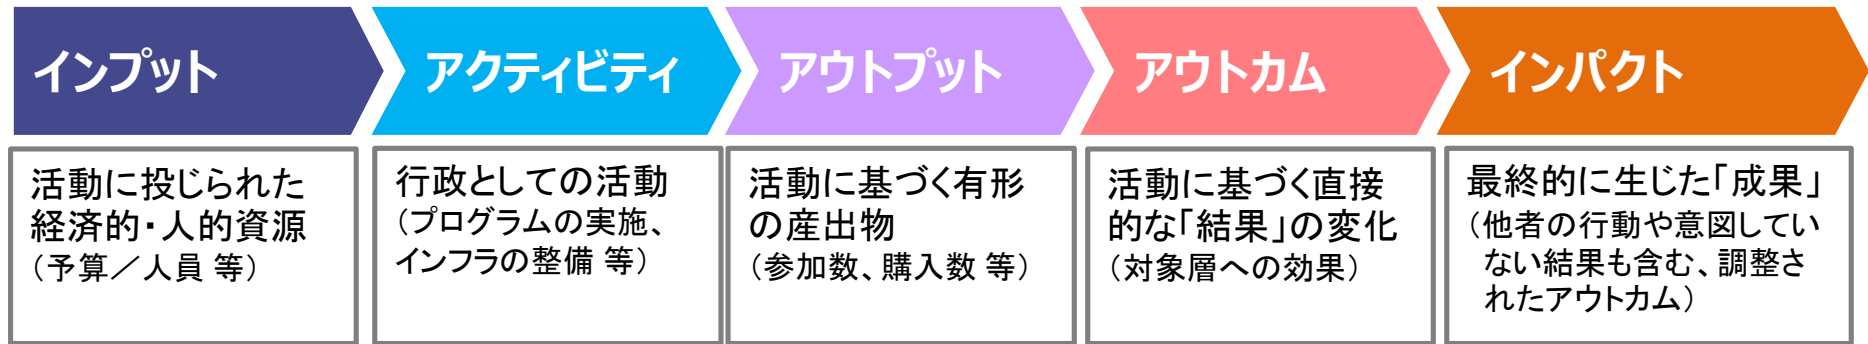 インプット
アクティビティ
アウトプット
アウトカム
インパクト
活動に投じられた
経済的・人的資源
(予算／人員 等)
行政としての活動
(プログラムの実施、
インフラの整備 等)
活動に基づく有形
の産出物
(参加数、購入数 等)
活動に基づく直接
的な「結果」の変化
(対象層への効果)
最終的に生じた「成果」
(他者の行動や意図してい
ない結果も含む、調整さ
れたアウトカム)